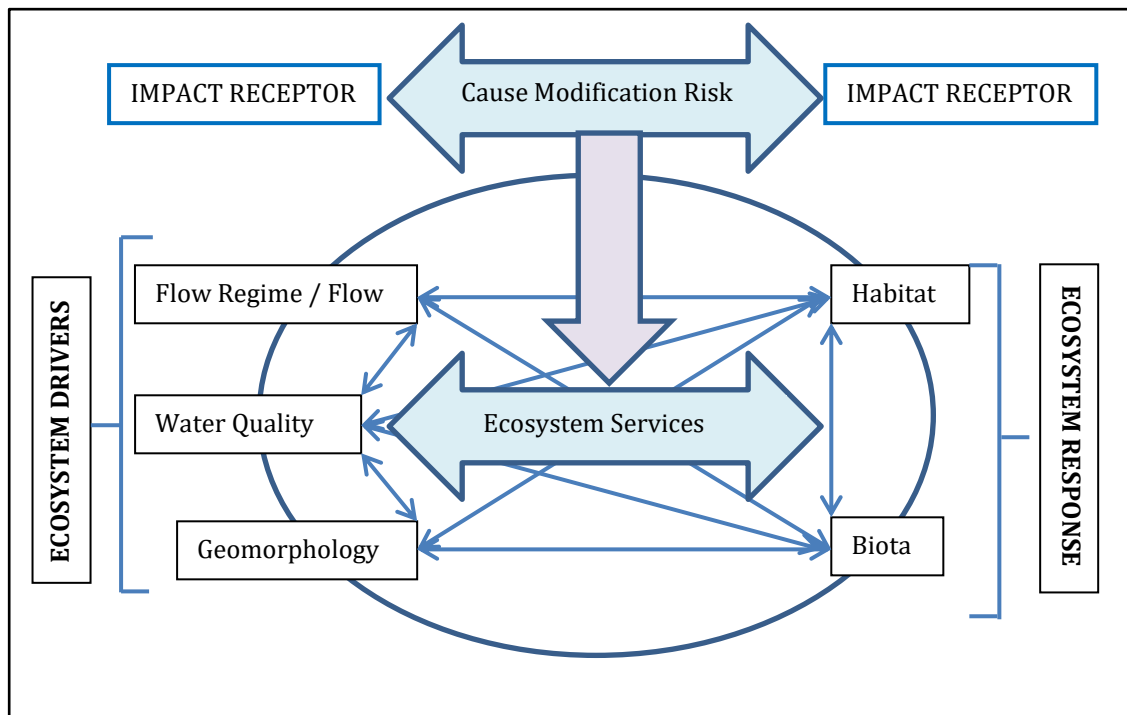 IMPACT RECEPTOR
Cause Modification Risk
IMPACT RECEPTOR
ECOSYSTEM DRIVERS
Flow Regime / Flow
Water Quality
Geomorphology
Ecosystem Services
Habitat
Biota
ECOSYSTEM RESPONSE